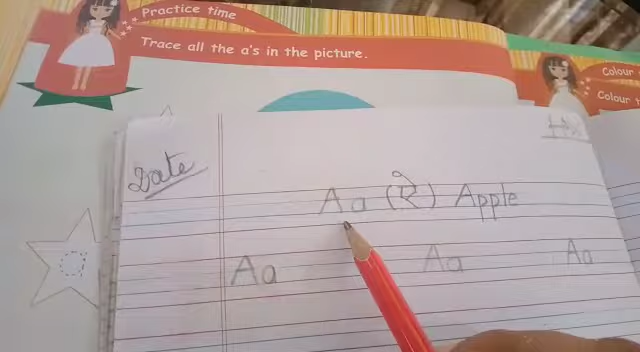 Practice time
Trace all the a's in the picture.
Colour
Colour
Date
Aa (ऐ) Apple
Aa Aa Aa
a